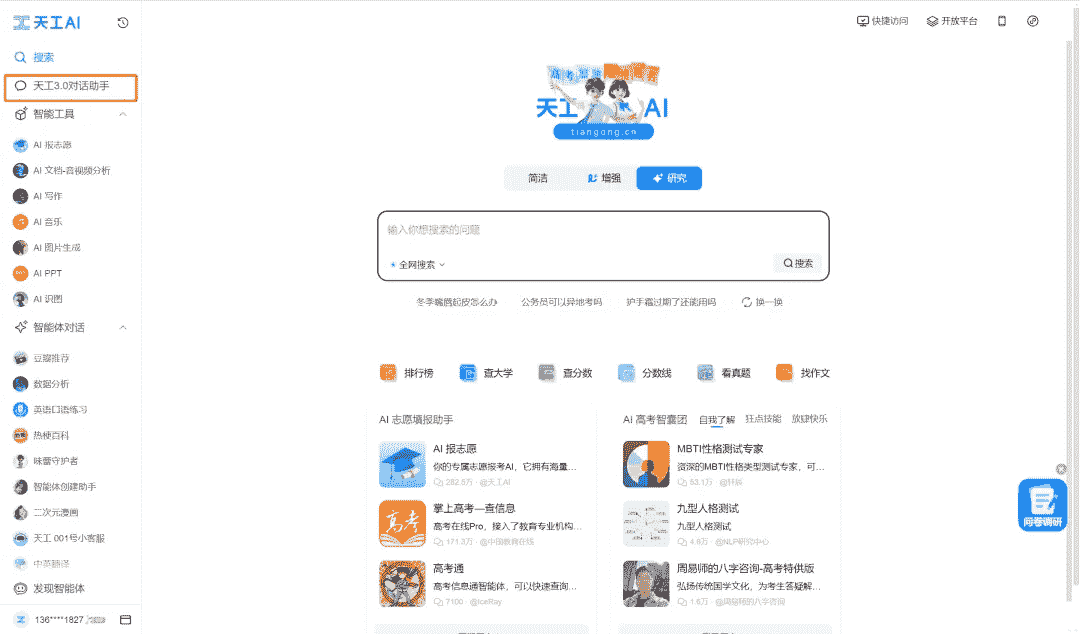 天工AI
快捷访问
开放平台
搜索
天工3.0对话助手
智能工具
AI 报志愿
AI 文档-音视频分析
AI 写作
AI 音乐
AI 图片生成
AI PPT
AI 识图
智能体对话
豆瓣推荐
数据分析
英语口语练习
热梗百科
味蕾守护者
智能体创建助手
二次元漫画
天工 001号小客服
中英翻译
发现智能体
136****1827
天工 AI
tiangong.cn
简洁
增强
研究
输入你想搜索的问题
全网搜索
搜索
冬季嘴唇起皮怎么办
公务员可以异地考吗
护手霜过期了还能用吗
换一换
排行榜
查大学
查分数
分数线
看真题
找作文
AI 志愿填报助手
AI 报志愿
你的专属志愿报考AI，它拥有海量...
282.5万 · @天工AI
高考
掌上高考—查信息
高考在线Pro，接入了教育专业机构...
171.3万 · @中国教育在线
高考通
高考信息通智能体，可以快速查询...
7100 · @IceRay
AI 高考智囊团
自我了解
狂点技能
放肆快乐
MBTI性格测试专家
资深的MBTI性格类型测试专家，可...
53.1万
九型人格测试
九型人格测试
4.8万 · @NLP研究中心
周易师的八字咨询-高考特供版
弘扬传统国学文化，为考生答疑解...
1.6万 · @周易师的八字咨询
问卷调研